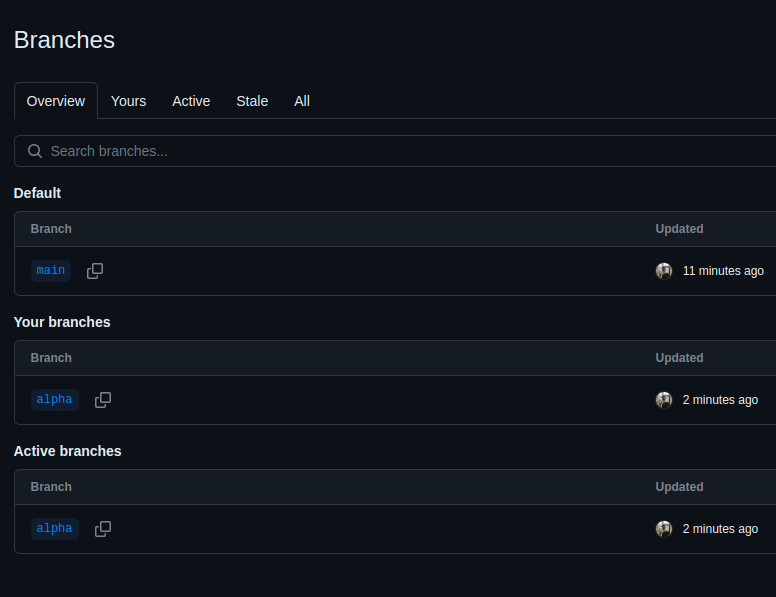 Branches
Overview Yours Active Stale All
Search branches...
Default
Branch Updated
main 11 minutes ago
Your branches
Branch Updated
alpha 2 minutes ago
Active branches
Branch Updated
alpha 2 minutes ago